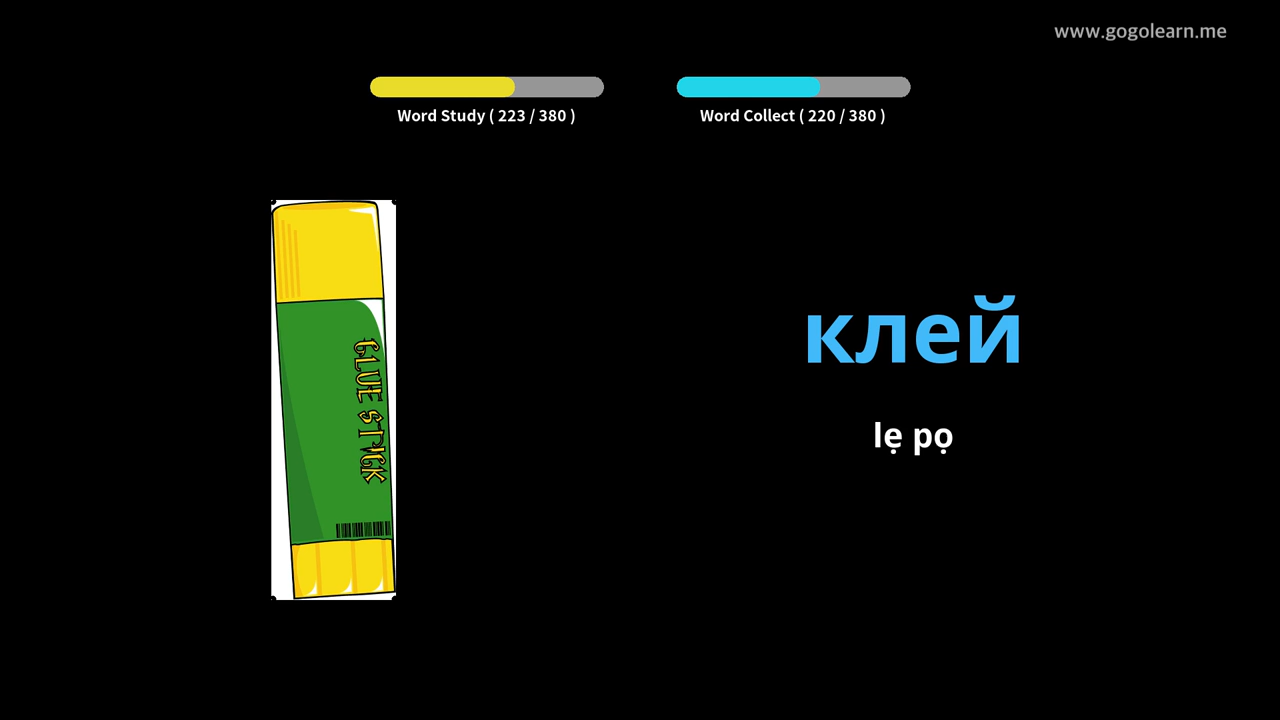 www.gogolearn.me
Word Study ( 223 / 380 )
Word Collect ( 220 / 380 )
GLUE STICK
клей
lẹ pọ